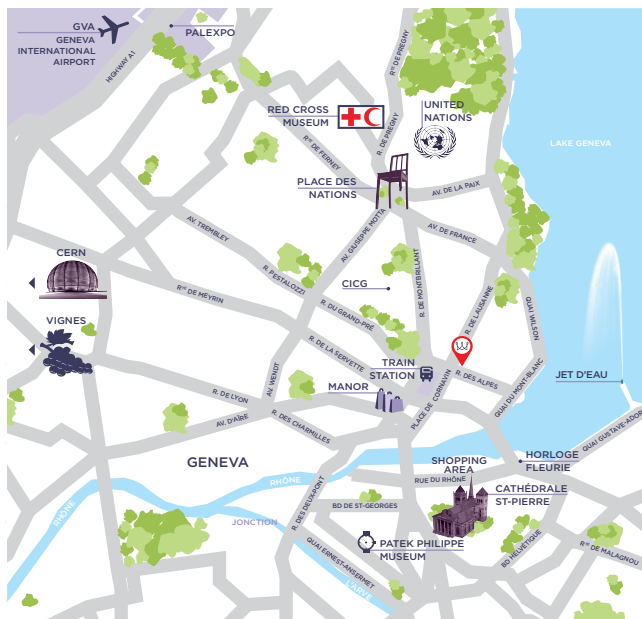 GVA
GENEVA
INTERNATIONAL
AIRPORT
PALEXPO
HIGHWAY A1
RTE DE PREGNY
RED CROSS
MUSEUM
UNITED
NATIONS
RTE DE FERNEY
R. DE PREGNY
LAKE GENEVA
PLACE DES
NATIONS
AV. DE LA PAIX
AV. TREMBLEY
AV. GIUSEPPE MOTTA
AV. DE FRANCE
CERN
R. PESTALOZZI
CICG
R. DE MONTBRILLANT
RTE DE MEYRIN
R. DU GRAND-PRÉ
R. DE LAUSANNE
QUAI WILSON
VIGNES
R. DE LA SERVETTE
TRAIN
STATION
R. DES ALPES
JET D'EAU
AV. WENDT
MANOR
PLACE DE CORNAVIN
QUAI DU MONT-BLANC
R. DE LYON
AV. D'AÏRE
R. DES CHARMILLES
QUAI GUSTAVE-ADOR
GENEVA
SHOPPING
AREA
HORLOGE
FLEURIE
RHÔNE
RUE DU RHÔNE
CATHÉDRALE
ST-PIERRE
RHÔNE
R. DES DEUX-PONT
BD DE ST-GEORGES
JONCTION
PATEK PHILIPPE
MUSEUM
BD HELVÉTIQUE
RTE DE MALAGNOU
QUAI ERNEST-ANSERMET
L'ARVE